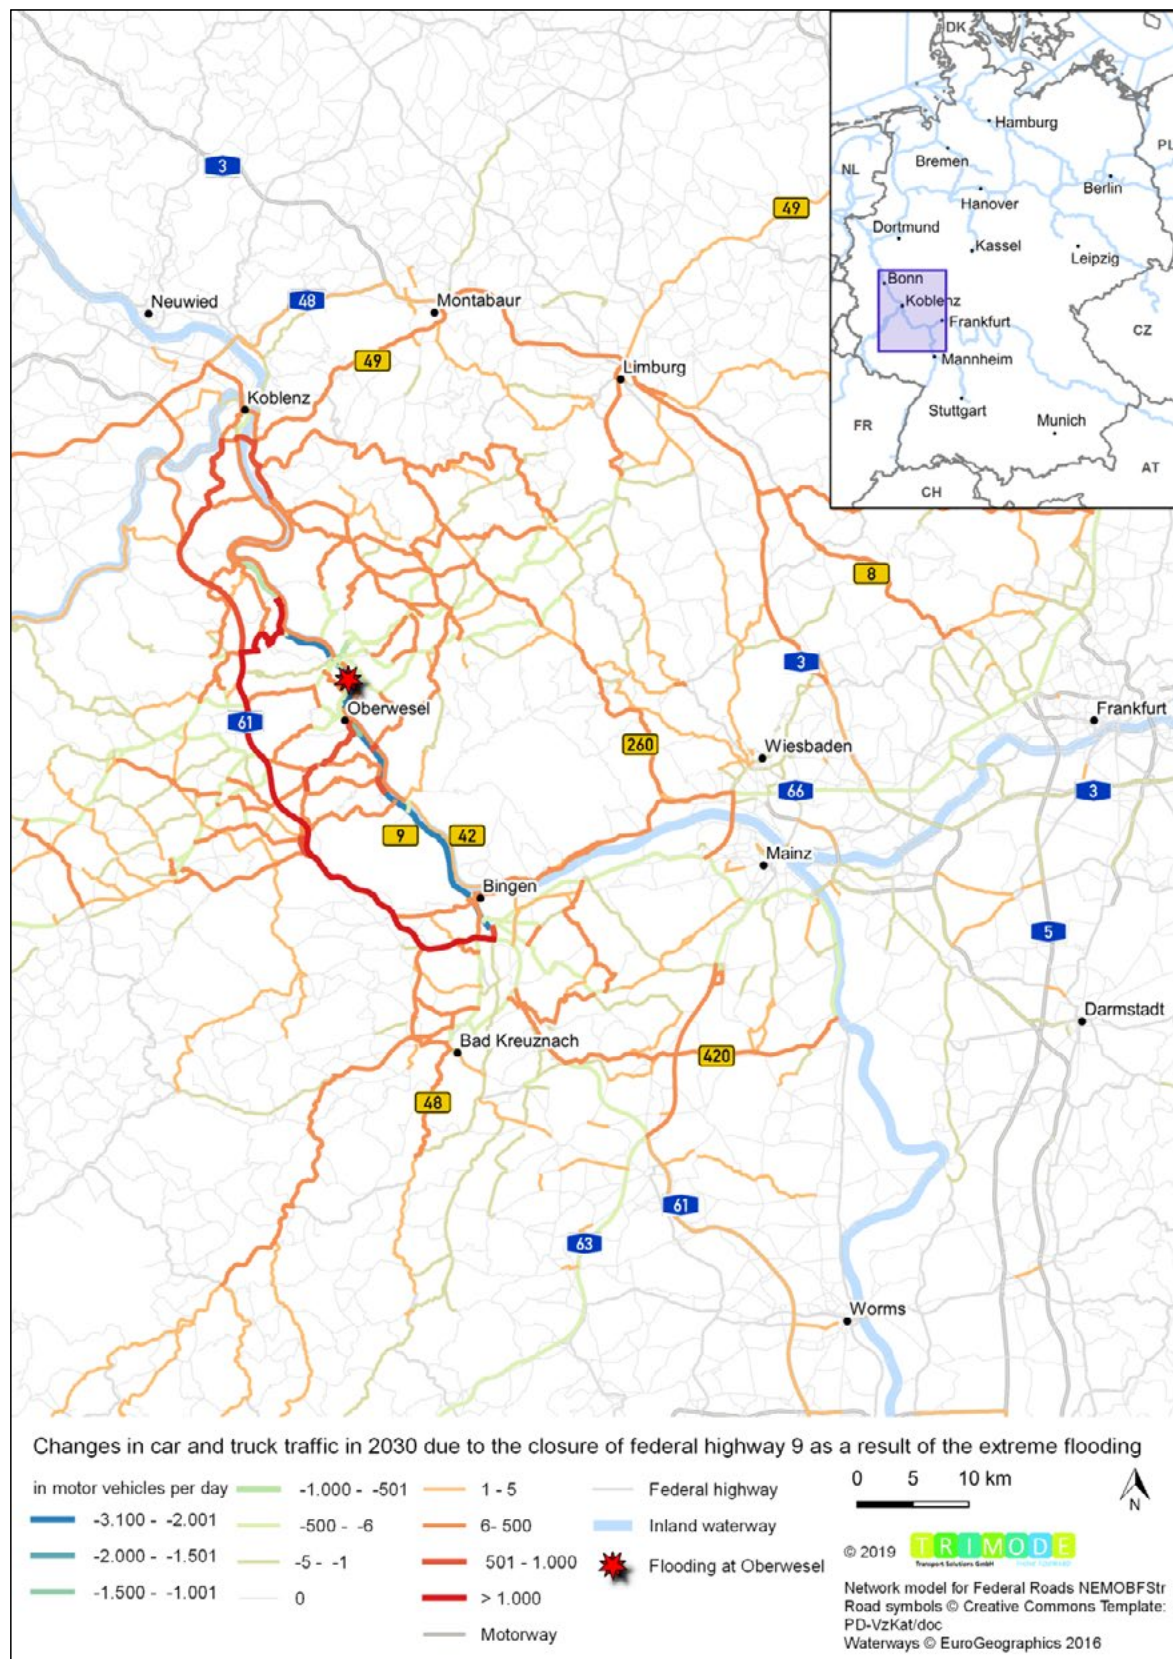 DK
Hamburg
PL
Bremen
NL
Berlin
Hanover
Dortmund
Kassel
Leipzig
Bonn
Koblenz
Frankfurt
CZ
Mannheim
Stuttgart
FR
Munich
AT
CH
3
49
48
Neuwied
Montabaur
49
Limburg
Koblenz
8
3
61
Oberwesel
Frankfurt
260
Wiesbaden
66
3
9
42
Mainz
Bingen
5
Darmstadt
Bad Kreuznach
420
48
61
63
Worms
Changes in car and truck traffic in 2030 due to the closure of federal highway 9 as a result of the extreme flooding
in motor vehicles per day
-3.100 - -2.001
-2.000 - -1.501
-1.500 - -1.001
-1.000 - -501
-500 - -6
-5 - -1
0
1 - 5
6- 500
501 - 1.000
> 1.000
Motorway
Federal highway
Inland waterway
Flooding at Oberwesel
0 5 10 km
N
© 2019 TRIMODE
Transport Solutions GmbH
Network model for Federal Roads NEMOBFStr
Road symbols © Creative Commons Template:
PD-VzKat/doc
Waterways © EuroGeographics 2016